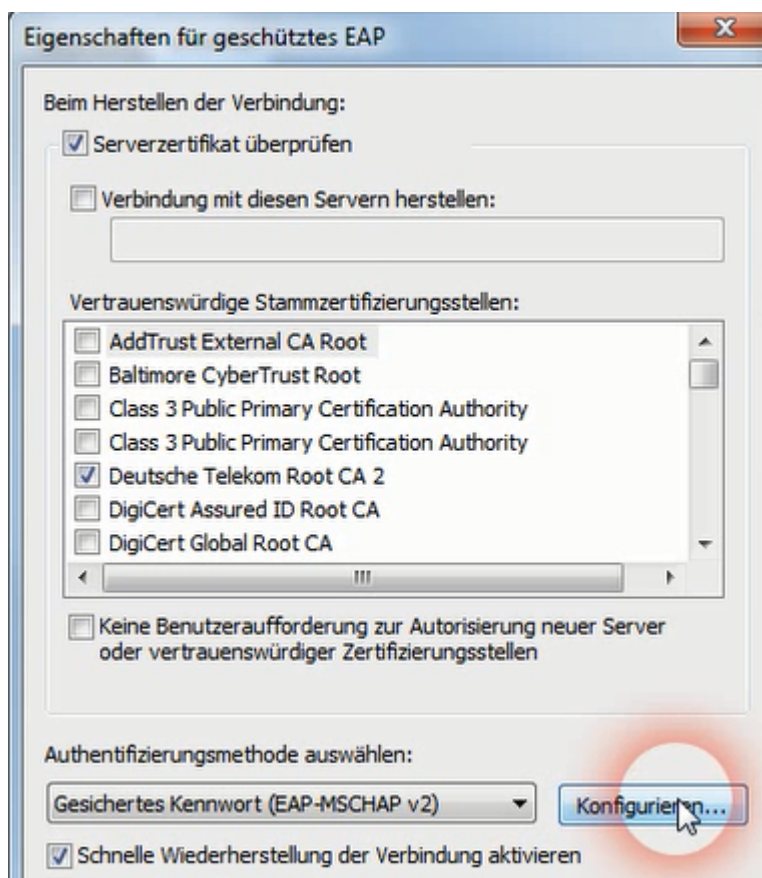 Eigenschaften für geschütztes EAP
Beim Herstellen der Verbindung:
Serverzertifikat überprüfen
Verbindung mit diesen Servern herstellen:
Vertrauenswürdige Stammzertifizierungsstellen:
AddTrust External CA Root
Baltimore CyberTrust Root
Class 3 Public Primary Certification Authority
Class 3 Public Primary Certification Authority
Deutsche Telekom Root CA 2
DigiCert Assured ID Root CA
DigiCert Global Root CA
Keine Benutzeraufforderung zur Autorisierung neuer Server
oder vertrauenswürdiger Zertifizierungsstellen
Authentifizierungsmethode auswählen:
Gesichertes Kennwort (EAP-MSCHAP v2)
Konfigurieren...
Schnelle Wiederherstellung der Verbindung aktivieren